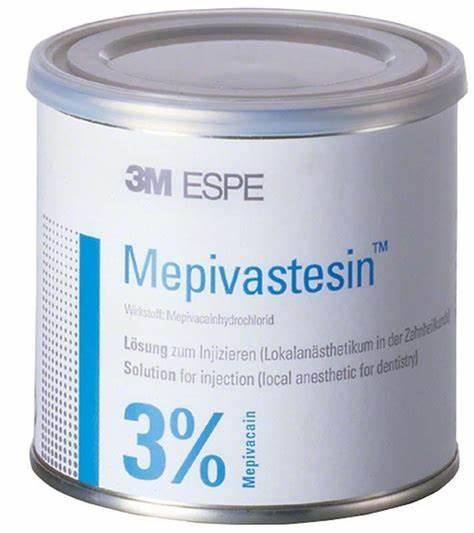 3M ESPE
Mepivastesin™
Wirkstoff: Mepivacainhydrochlorid
Lösung zum Injizieren (Lokalanästhetikum in der Zahnheilkunde)
Solution for injection (local anesthetic for dentistry)
3%
Mepivacain